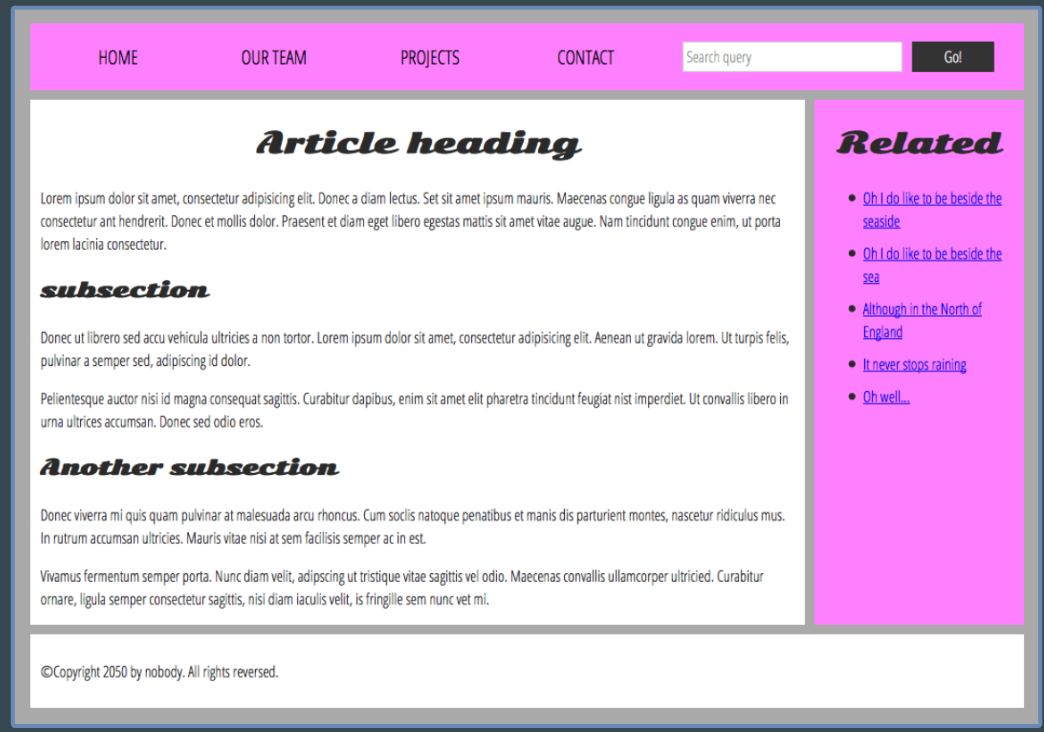 HOME OUR TEAM PROJECTS CONTACT Search query Go!
Article heading
Lorem ipsum dolor sit amet, consectetur adipisicing elit. Donec a diam lectus. Set sit amet ipsum mauris. Maecenas congue ligula as quam viverra nec
consectetur ant hendrerit. Donec et mollis dolor. Praesent et diam eget libero egestas mattis sit amet vitae augue. Nam tincidunt congue enim, ut porta
lorem lacinia consectetur.
subsection
Donec ut librero sed accu vehicula ultricies a non tortor. Lorem ipsum dolor sit amet, consectetur adipisicing elit. Aenean ut gravida lorem. Ut turpis felis,
pulvinar a semper sed, adipiscing id dolor.
Pelientesque auctor nisi id magna consequat sagittis. Curabitur dapibus, enim sit amet elit pharetra tincidunt feugiat nist imperdiet. Ut convallis libero in
urna ultrices accumsan. Donec sed odio eros.
Another subsection
Donec viverra mi quis quam pulvinar at malesuada arcu rhoncus. Cum soclis natoque penatibus et manis dis parturient montes, nascetur ridiculus mus.
In rutrum accumsan ultricies. Mauris vitae nisi at sem facilisis semper ac in est.
Vivamus fermentum semper porta. Nunc diam velit, adipscing ut tristique vitae sagittis vel odio. Maecenas convallis ullamcorper ultricied. Curabitur
ornare, ligula semper consectetur sagittis, nisi diam iaculis velit, is fringille sem nunc vet mi.
Related
Oh I do like to be beside the
seaside
Oh I do like to be beside the
sea
Although in the North of
England
It never stops raining
Oh well...
©Copyright 2050 by nobody. All rights reversed.